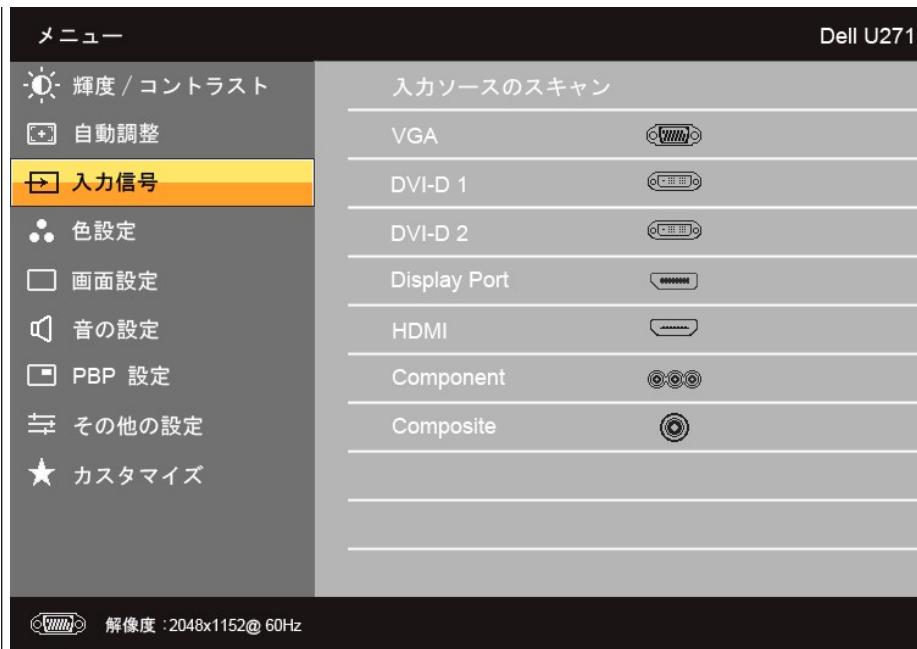 メニュー
Dell U271
輝度 / コントラスト
自動調整
入力信号
色設定
画面設定
音の設定
PBP 設定
その他の設定
カスタマイズ
入力ソースのスキャン
VGA
DVI-D 1
DVI-D 2
Display Port
HDMI
Component
Composite
解像度 :2048x1152@ 60Hz